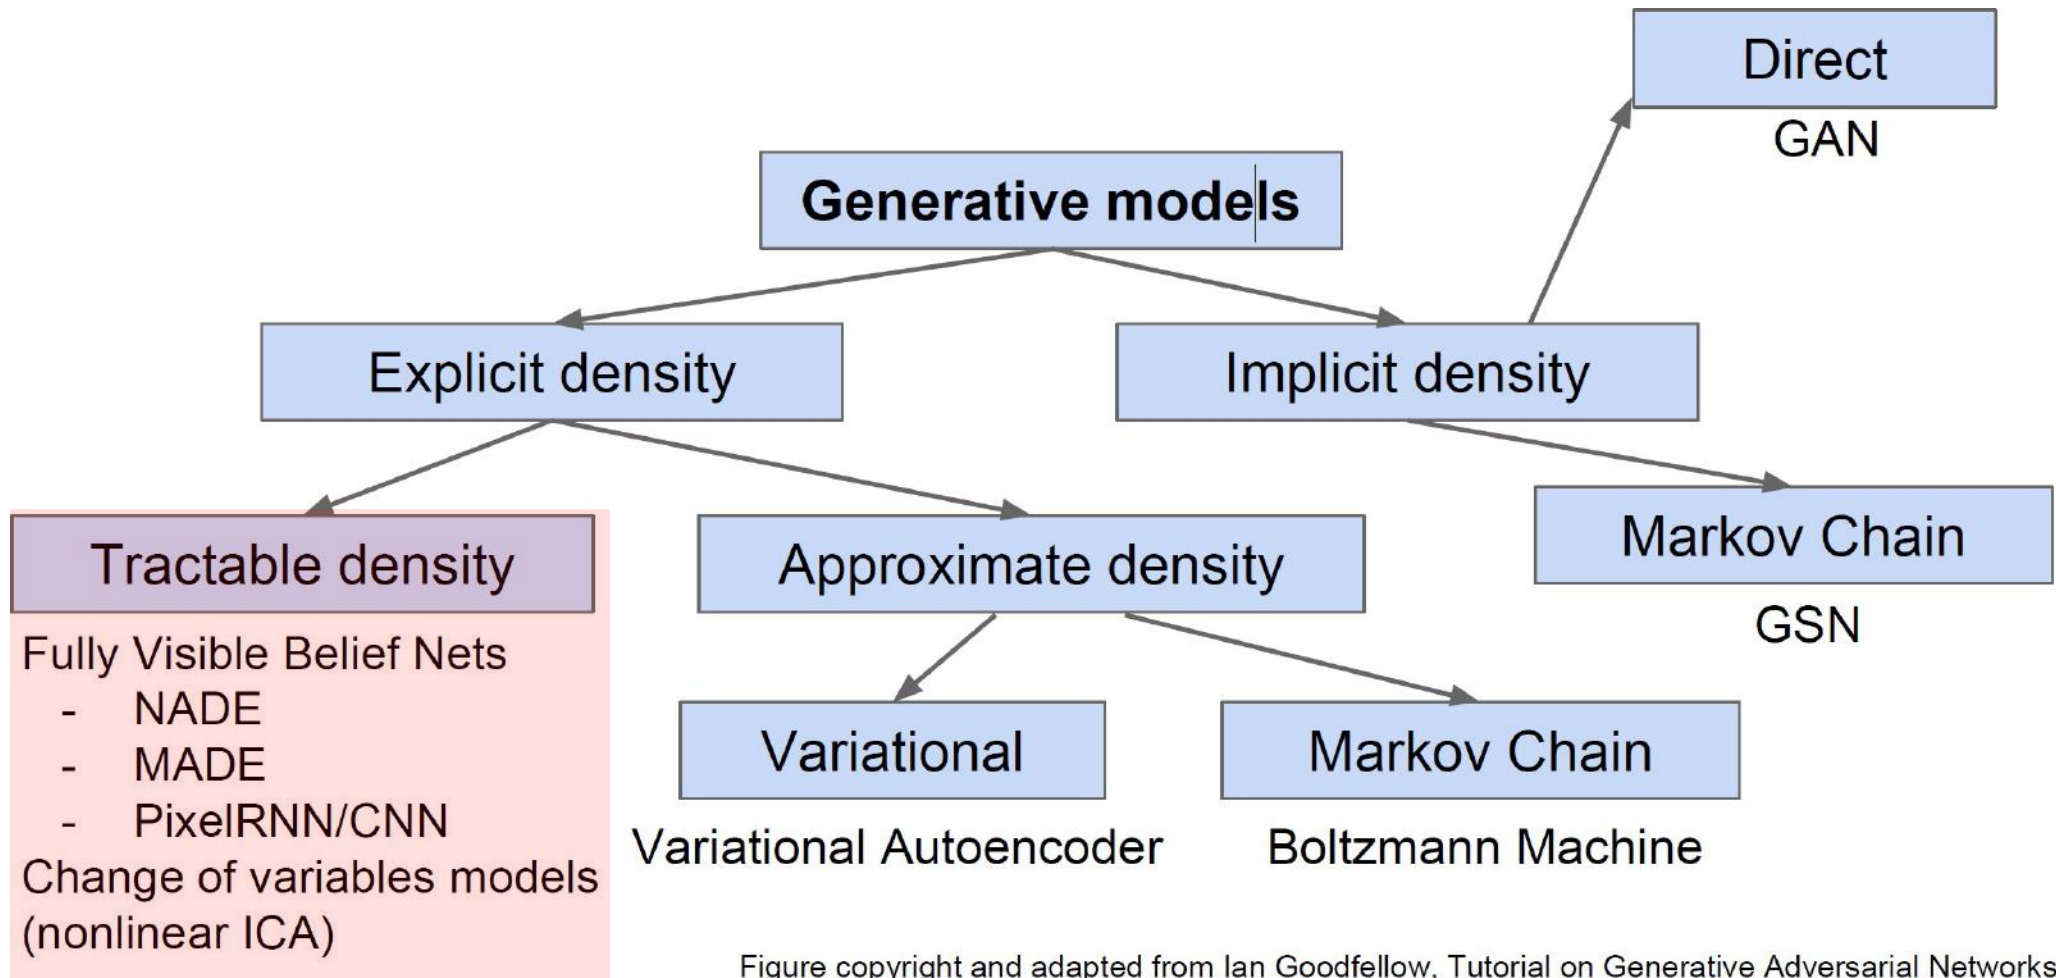 Direct
GAN
Generative models
Explicit density
Implicit density
Markov Chain
GSN
Tractable density
Approximate density
Fully Visible Belief Nets
- NADE
- MADE
- PixelRNN/CNN
Change of variables models
(nonlinear ICA)
Variational
Markov Chain
Variational Autoencoder
Boltzmann Machine
Figure copyright and adapted from Ian Goodfellow, Tutorial on Generative Adversarial Networks